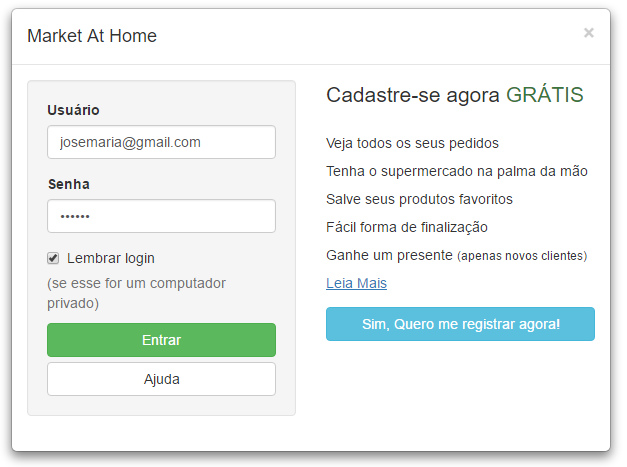 Market At Home
×
Usuário
josemaria@gmail.com
Senha
••••••
Lembrar login
(se esse for um computador
privado)
Entrar
Ajuda
Cadastre-se agora GRÁTIS
Veja todos os seus pedidos
Tenha o supermercado na palma da mão
Salve seus produtos favoritos
Fácil forma de finalização
Ganhe um presente (apenas novos clientes)
Leia Mais
Sim, Quero me registrar agora!